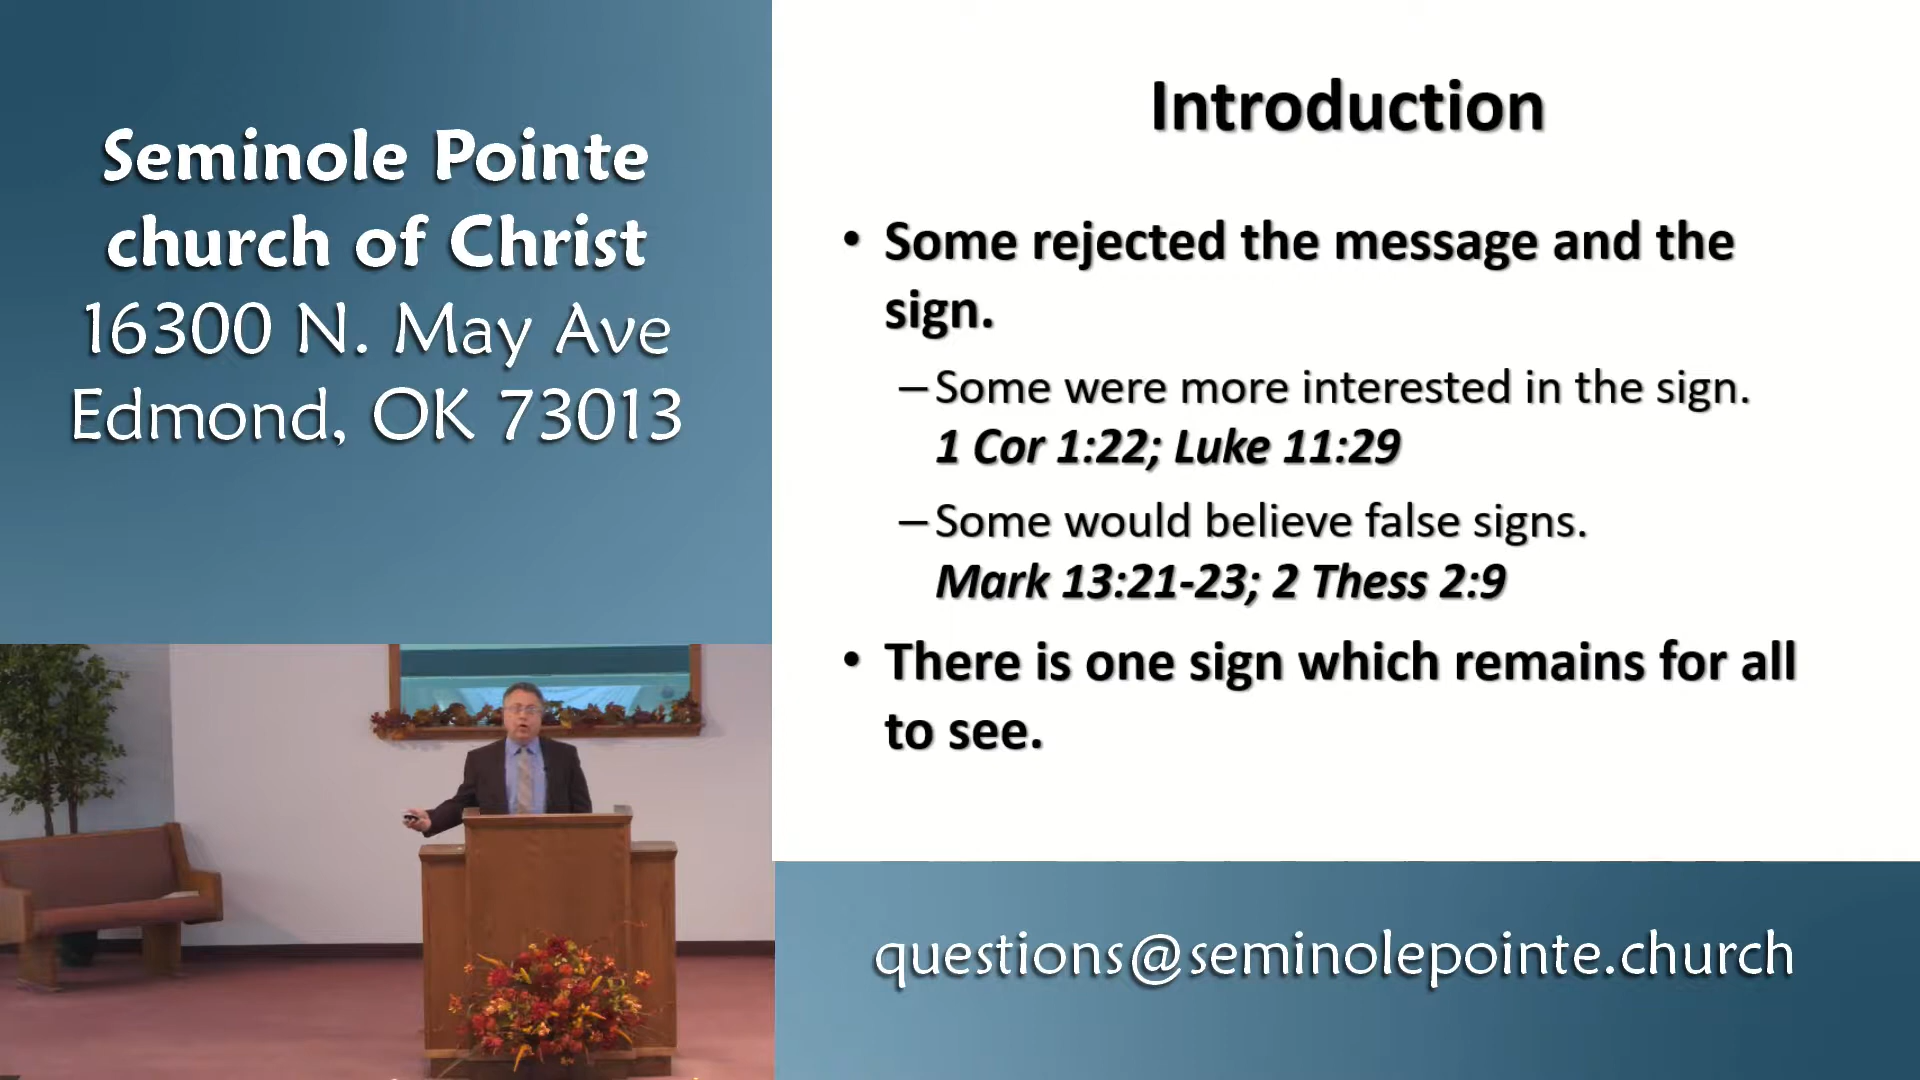 Seminole Pointe
church of Christ
16300 N. May Ave
Edmond, OK 73013
Introduction
• Some rejected the message and the
sign.
– Some were more interested in the sign.
1 Cor 1:22; Luke 11:29
– Some would believe false signs.
Mark 13:21-23; 2 Thess 2:9
• There is one sign which remains for all
to see.
questions@seminolepointe.church